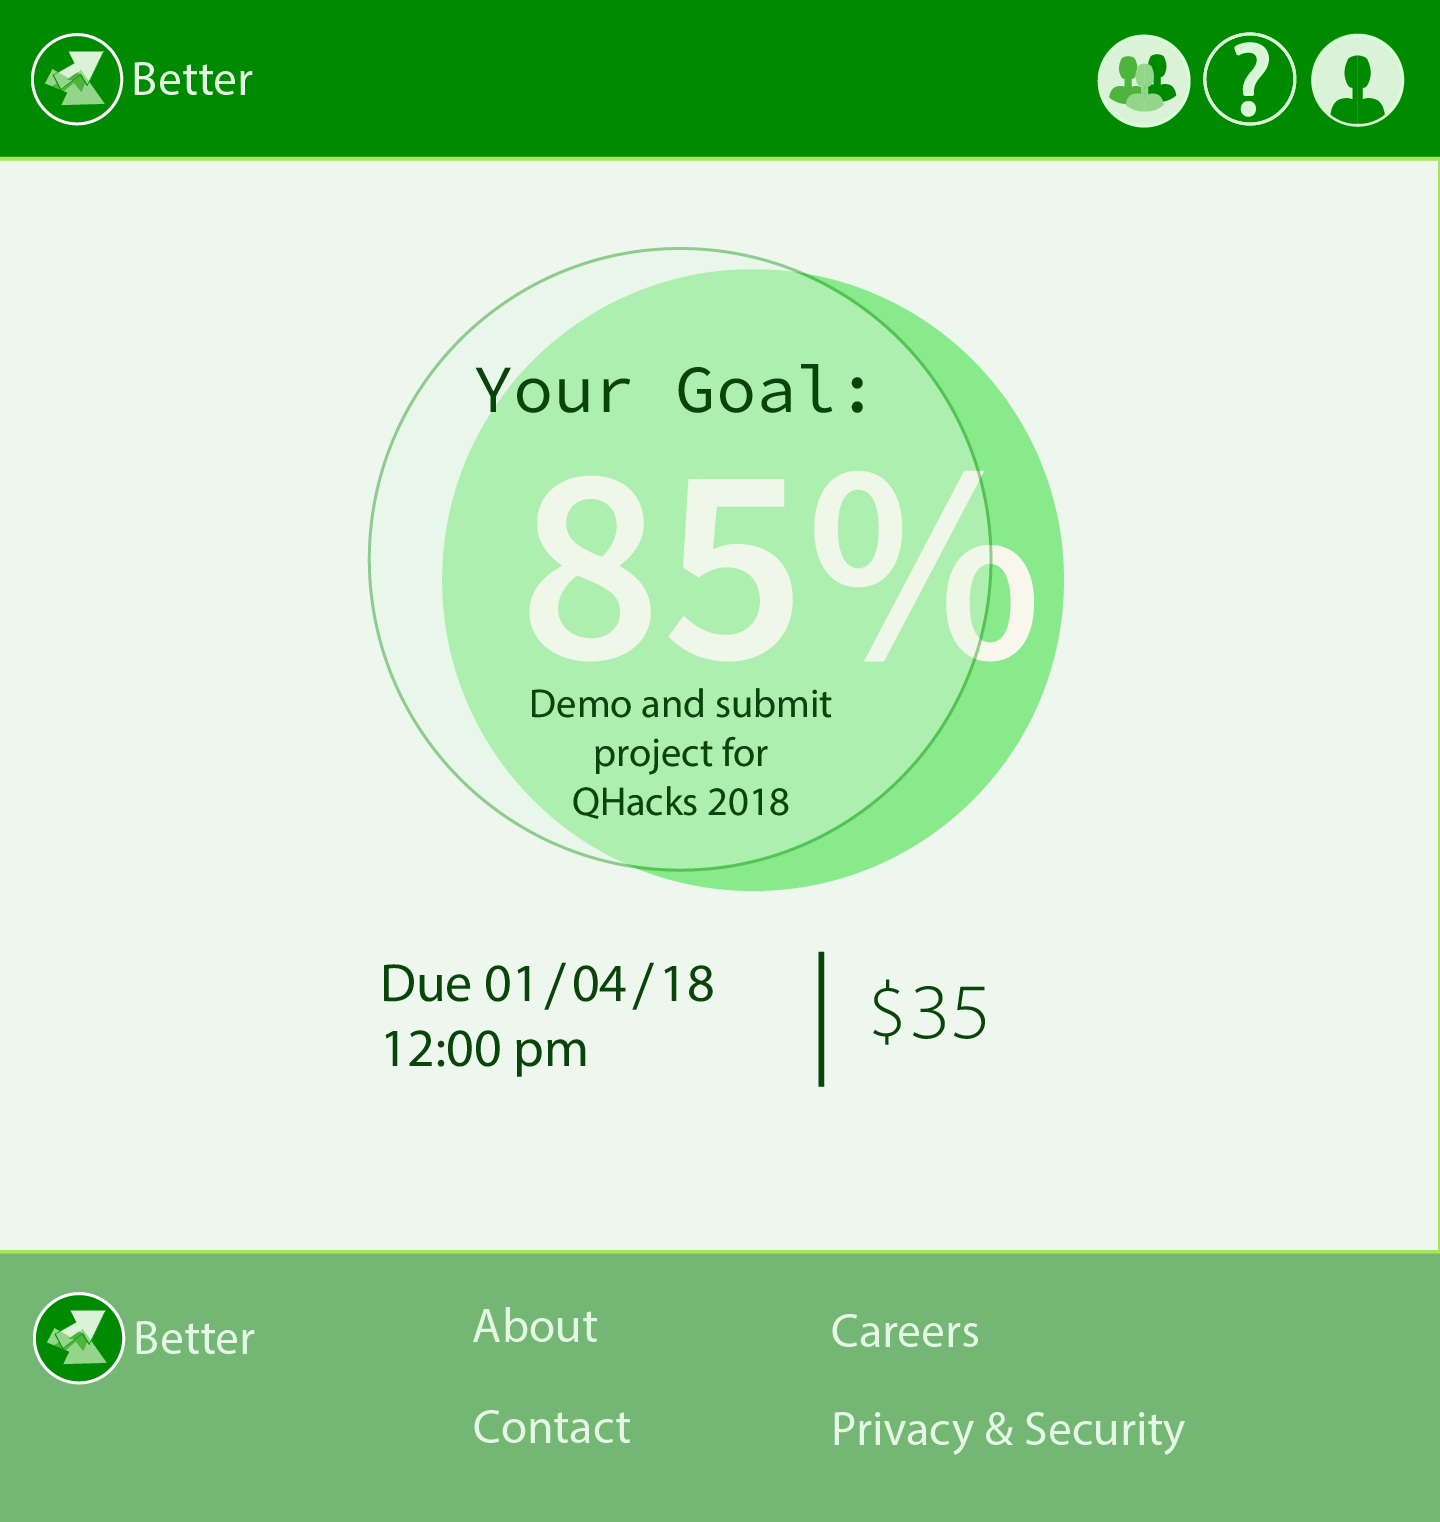 Better
?
Your Goal:
85%
Demo and submit
project for
QHacks 2018
Due 01/04/18
12:00 pm
$35
Better
About
Careers
Contact
Privacy & Security